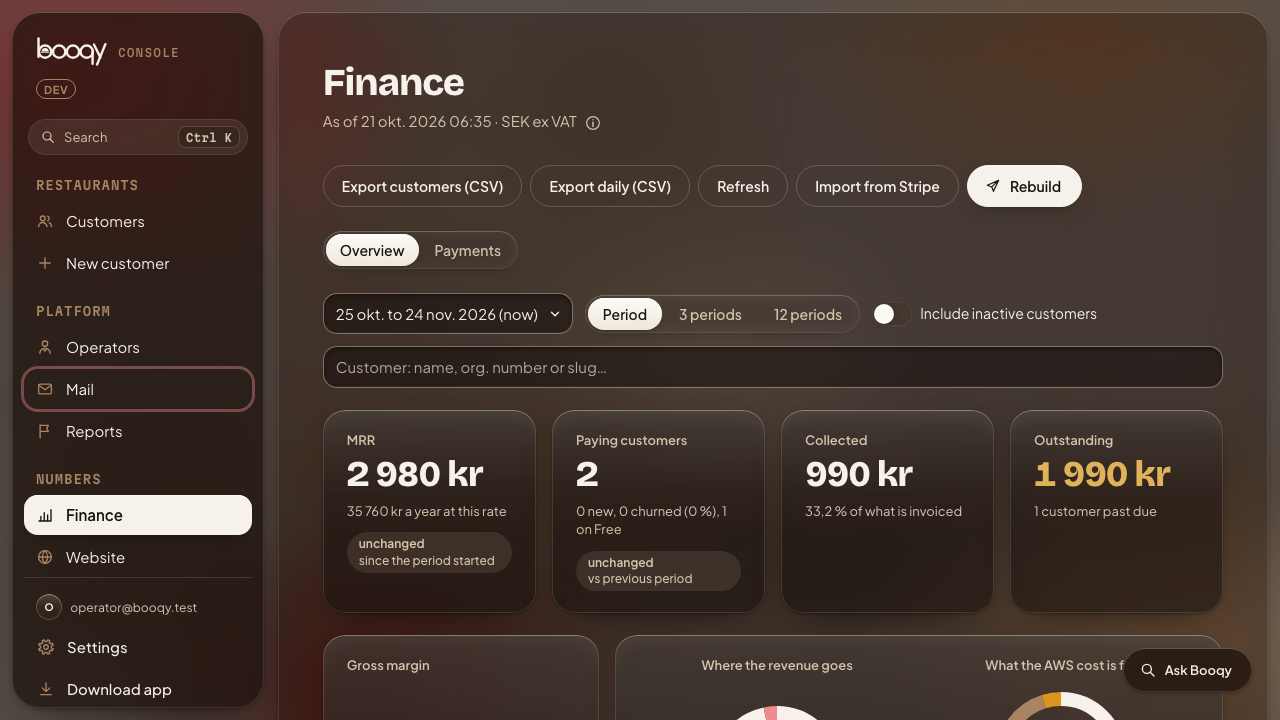 booqy CONSOLE
DEV
Search Ctrl K
RESTAURANTS
Customers
New customer
PLATFORM
Operators
Mail
Reports
NUMBERS
Finance
Website
O operator@booqy.test
Settings
Download app
Finance
As of 21 okt. 2026 06:35 · SEK ex VAT
Export customers (CSV) Export daily (CSV) Refresh Import from Stripe Rebuild
Overview Payments
25 okt. to 24 nov. 2026 (now) Period 3 periods 12 periods Include inactive customers
Customer: name, org. number or slug...
MRR
2 980 kr
35 760 kr a year at this rate
unchanged
since the period started
Paying customers
2
0 new, 0 churned (0 %), 1
on Free
unchanged
vs previous period
Collected
990 kr
33,2 % of what is invoiced
Outstanding
1 990 kr
1 customer past due
Gross margin
Where the revenue goes
What the AWS cost is f
Ask Booqy